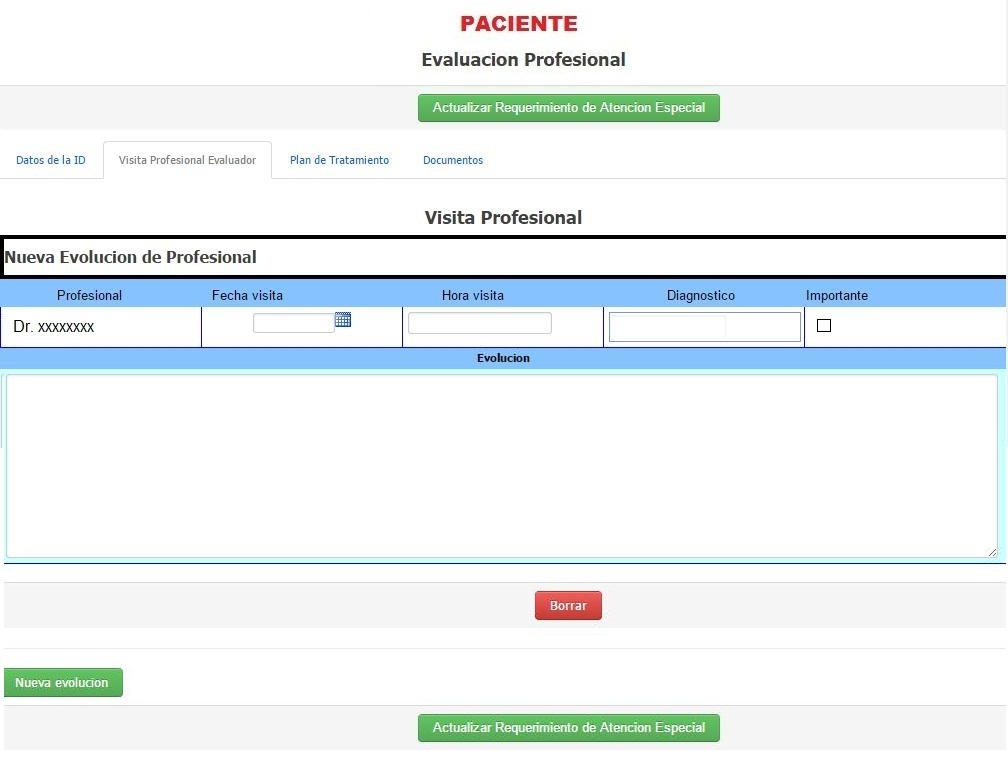 PACIENTE
Evaluacion Profesional
Actualizar Requerimiento de Atencion Especial
Datos de la ID Visita Profesional Evaluador Plan de Tratamiento Documentos
Visita Profesional
Nueva Evolucion de Profesional
Profesional Fecha visita Hora visita Diagnostico Importante
Dr. xxxxxxxx
Evolucion
Borrar
Nueva evolucion
Actualizar Requerimiento de Atencion Especial